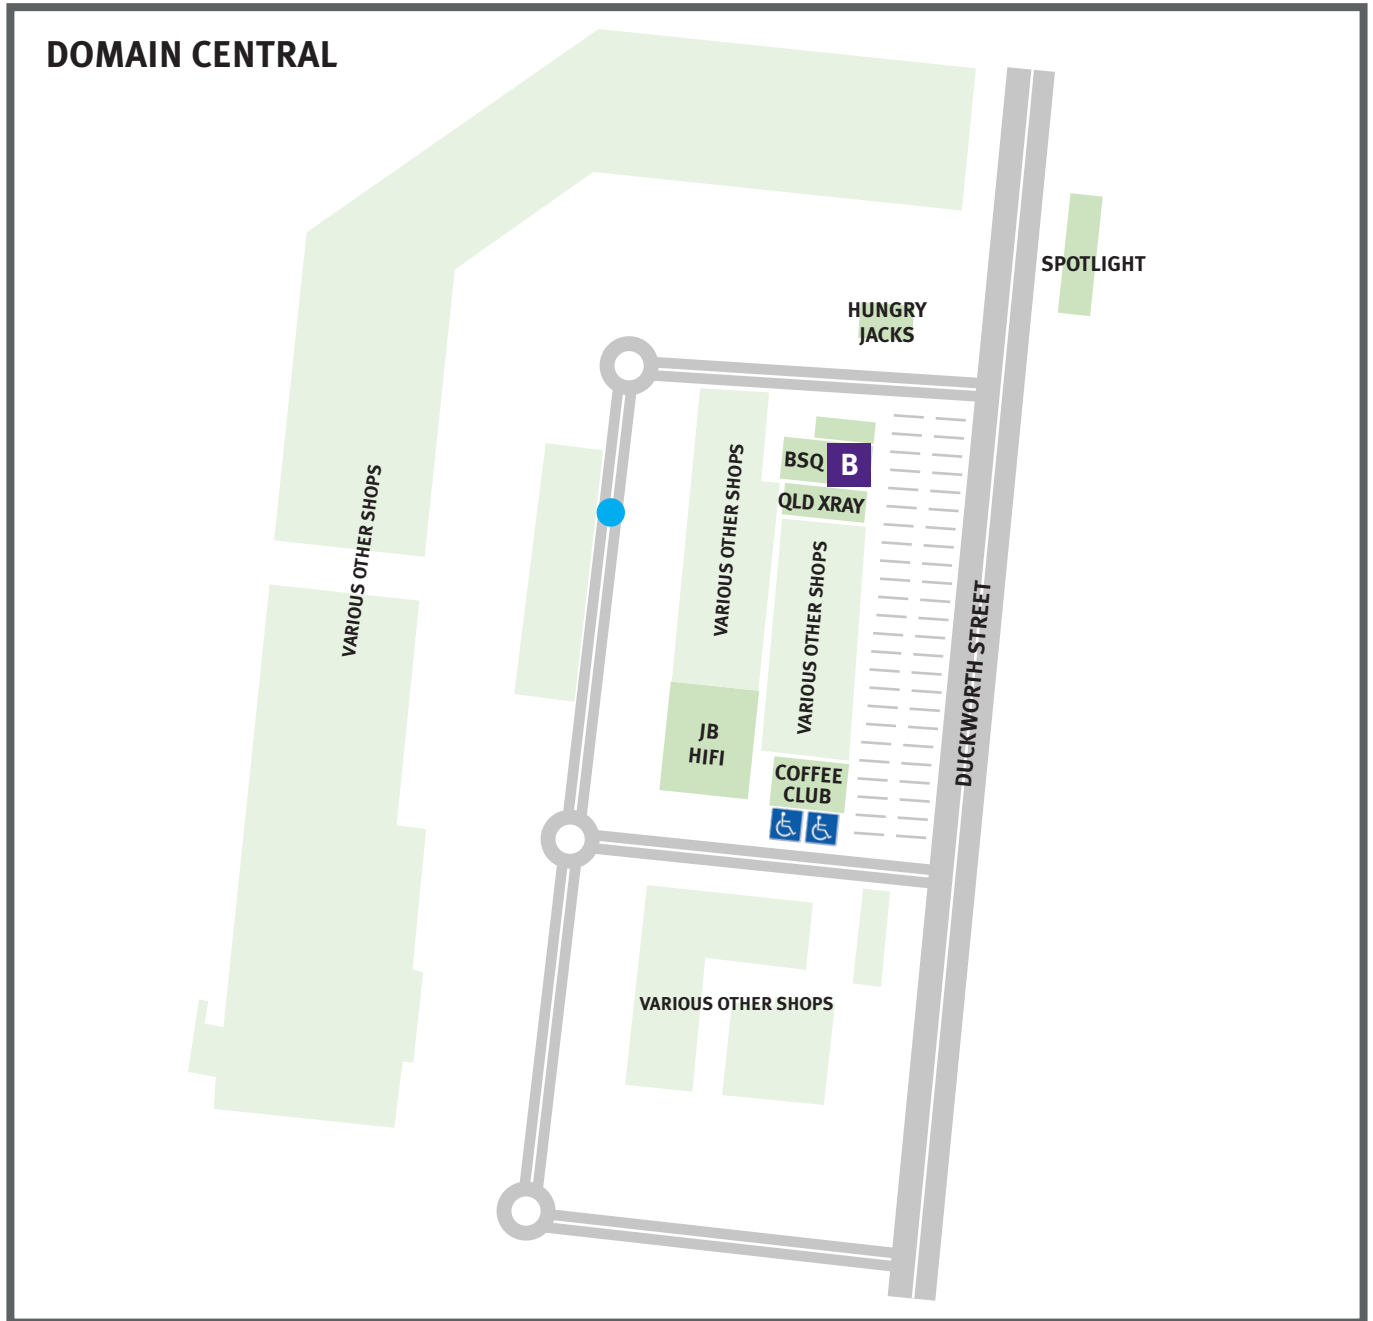 DOMAIN CENTRAL
SPOTLIGHT
HUNGRY
JACKS
BSQ
B
QLD XRAY
VARIOUS OTHER SHOPS
VARIOUS OTHER SHOPS
VARIOUS OTHER SHOPS
DUCKWORTH STREET
JB
HIFI
COFFEE
CLUB
VARIOUS OTHER SHOPS